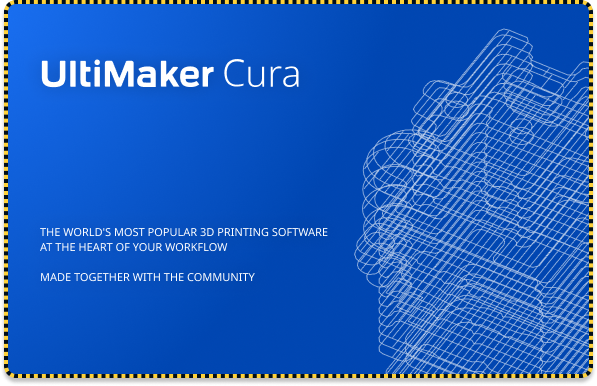 UltiMaker Cura
THE WORLD'S MOST POPULAR 3D PRINTING SOFTWARE
AT THE HEART OF YOUR WORKFLOW
MADE TOGETHER WITH THE COMMUNITY